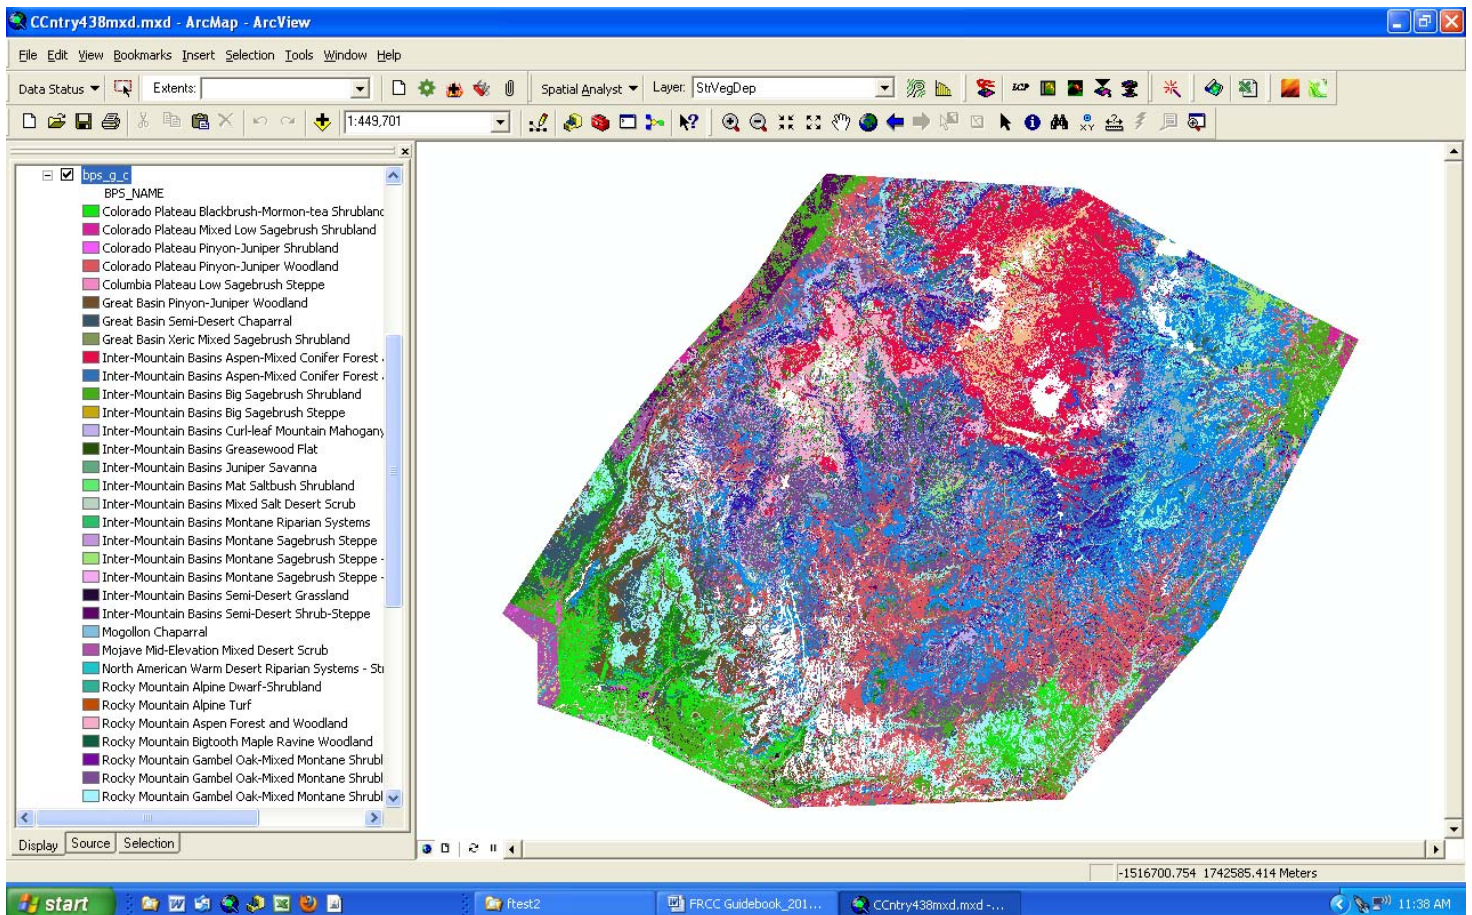 CCntry438mxd.mxd - ArcMap - ArcView
File Edit View Bookmarks Insert Selection Tools Window Help
Data Status Extents: Spatial Analyst Layer: StrVegDep LCP
1:449,701 XY
bps_g_c
BPS_NAME
Colorado Plateau Blackbrush-Mormon-tea Shrubland
Colorado Plateau Mixed Low Sagebrush Shrubland
Colorado Plateau Pinyon-Juniper Shrubland
Colorado Plateau Pinyon-Juniper Woodland
Columbia Plateau Low Sagebrush Steppe
Great Basin Pinyon-Juniper Woodland
Great Basin Semi-Desert Chaparral
Great Basin Xeric Mixed Sagebrush Shrubland
Inter-Mountain Basins Aspen-Mixed Conifer Forest
Inter-Mountain Basins Aspen-Mixed Conifer Forest
Inter-Mountain Basins Big Sagebrush Shrubland
Inter-Mountain Basins Big Sagebrush Steppe
Inter-Mountain Basins Curl-leaf Mountain Mahogany
Inter-Mountain Basins Greasewood Flat
Inter-Mountain Basins Juniper Savanna
Inter-Mountain Basins Mat Saltbush Shrubland
Inter-Mountain Basins Mixed Salt Desert Scrub
Inter-Mountain Basins Montane Riparian Systems
Inter-Mountain Basins Montane Sagebrush Steppe
Inter-Mountain Basins Montane Sagebrush Steppe -
Inter-Mountain Basins Montane Sagebrush Steppe -
Inter-Mountain Basins Semi-Desert Grassland
Inter-Mountain Basins Semi-Desert Shrub-Steppe
Mogollon Chaparral
Mojave Mid-Elevation Mixed Desert Scrub
North American Warm Desert Riparian Systems - Str
Rocky Mountain Alpine Dwarf-Shrubland
Rocky Mountain Alpine Turf
Rocky Mountain Aspen Forest and Woodland
Rocky Mountain Bigtooth Maple Ravine Woodland
Rocky Mountain Gambel Oak-Mixed Montane Shrubl
Rocky Mountain Gambel Oak-Mixed Montane Shrubl
Rocky Mountain Gambel Oak-Mixed Montane Shrubl
Display Source Selection
-1516700.754 1742585.414 Meters
start ftest2 FRCC Guidebook_201... CCntry438mxd.mxd -... 11:38 AM